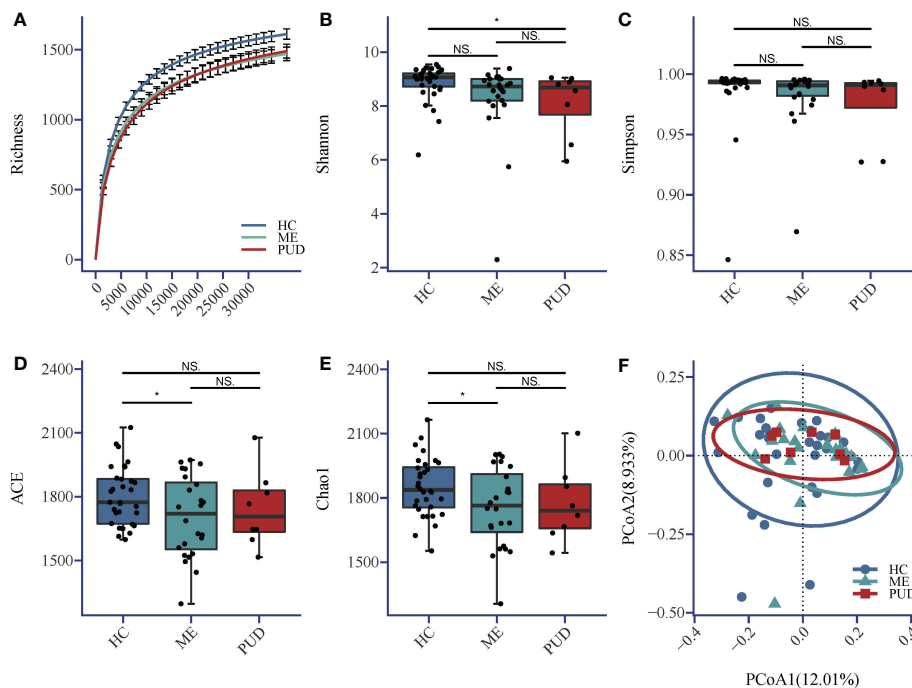 A
Richness
1500
1000
500
0
0
5000
10000
15000
20000
25000
30000
HC
ME
PUD
B
Shannon
10
8
6
4
2
*
NS.
NS.
HC
ME
PUD
C
Simpson
1.00
0.95
0.90
0.85
NS.
NS.
NS.
HC
ME
PUD
D
ACE
2400
2100
1800
1500
NS.
NS.
*
HC
ME
PUD
E
Chao1
2400
2100
1800
1500
NS.
NS.
*
HC
ME
PUD
F
PCoA2(8.933%)
0.25
0.00
−0.25
−0.50
HC
ME
PUD
−0.4
−0.2
0.0
0.2
0.4
PCoA1(12.01%)